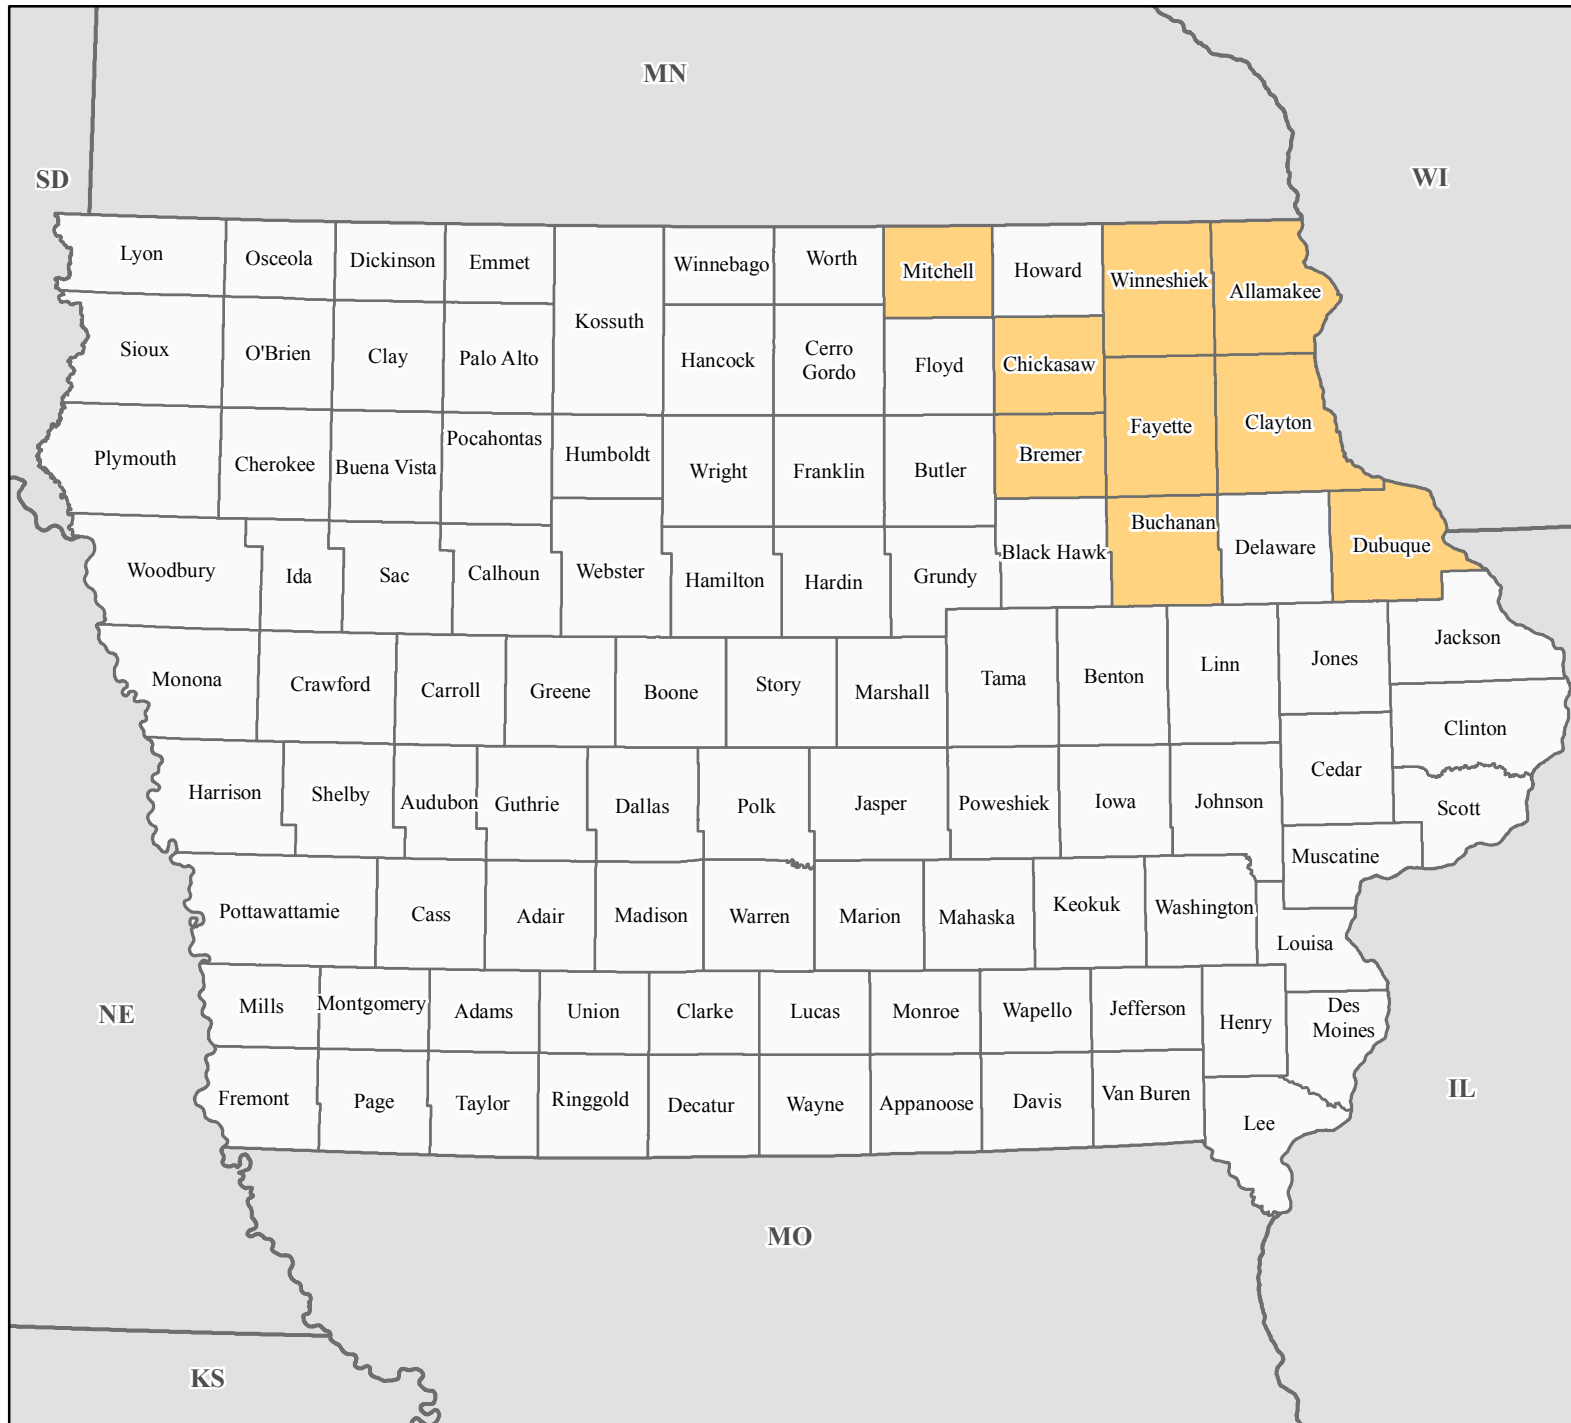 MN
SD
WI
Lyon
Osceola
Dickinson
Emmet
Kossuth
Winnebago
Worth
Mitchell
Howard
Winneshiek
Allamakee
Sioux
O'Brien
Clay
Palo Alto
Hancock
Cerro
Gordo
Floyd
Chickasaw
Fayette
Clayton
Plymouth
Cherokee
Buena Vista
Pocahontas
Humboldt
Wright
Franklin
Butler
Bremer
Woodbury
Ida
Sac
Calhoun
Webster
Hamilton
Hardin
Grundy
Black Hawk
Buchanan
Delaware
Dubuque
Monona
Crawford
Carroll
Greene
Boone
Story
Marshall
Tama
Benton
Linn
Jones
Jackson
Clinton
Harrison
Shelby
Audubon
Guthrie
Dallas
Polk
Jasper
Poweshiek
Iowa
Johnson
Cedar
Scott
Muscatine
Pottawattamie
Cass
Adair
Madison
Warren
Marion
Mahaska
Keokuk
Washington
Louisa
NE
Mills
Montgomery
Adams
Union
Clarke
Lucas
Monroe
Wapello
Jefferson
Henry
Des
Moines
Fremont
Page
Taylor
Ringgold
Decatur
Wayne
Appanoose
Davis
Van Buren
Lee
IL
MO
KS